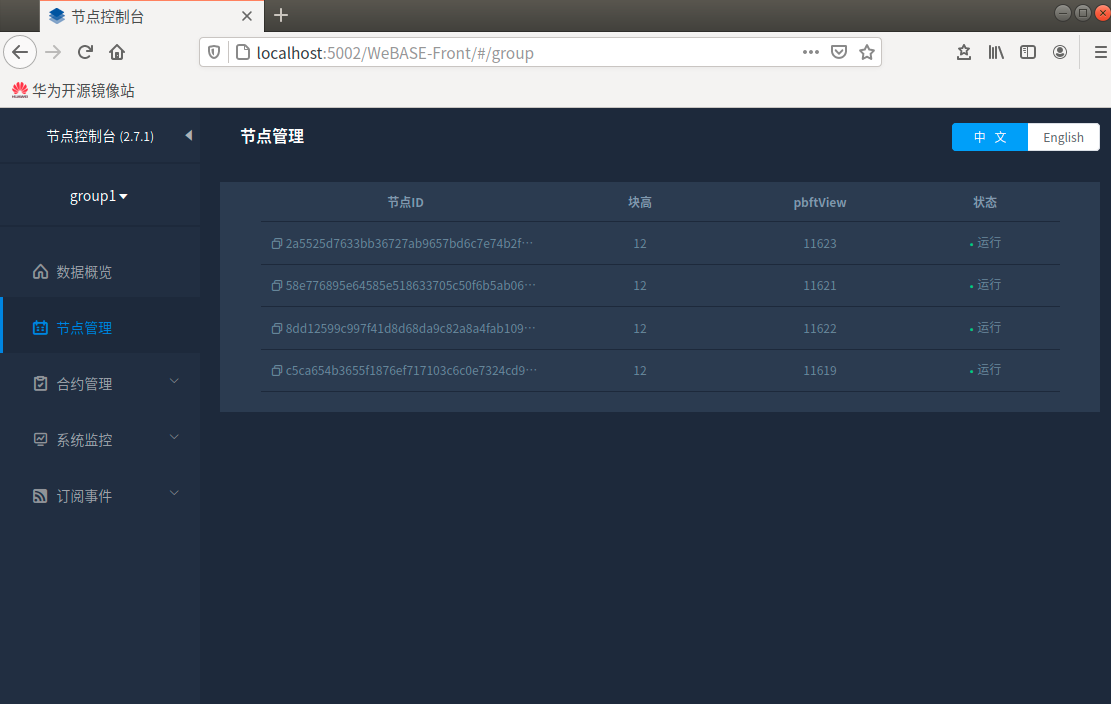 节点控制台
localhost:5002/WeBASE-Front/#/group
华为开源镜像站
节点控制台 (2.7.1)
group1
数据概览
节点管理
合约管理
系统监控
订阅事件
节点管理
中 文 English
节点ID 块高 pbftView 状态
2a5525d7633bb36727ab9657bd6c7e74b2f··· 12 11623 运行
58e776895e64585e518633705c50f6b5ab06··· 12 11621 运行
8dd12599c997f41d8d68da9c82a8a4fab109··· 12 11622 运行
c5ca654b3655f1876ef717103c6c0e7324cd9··· 12 11619 运行